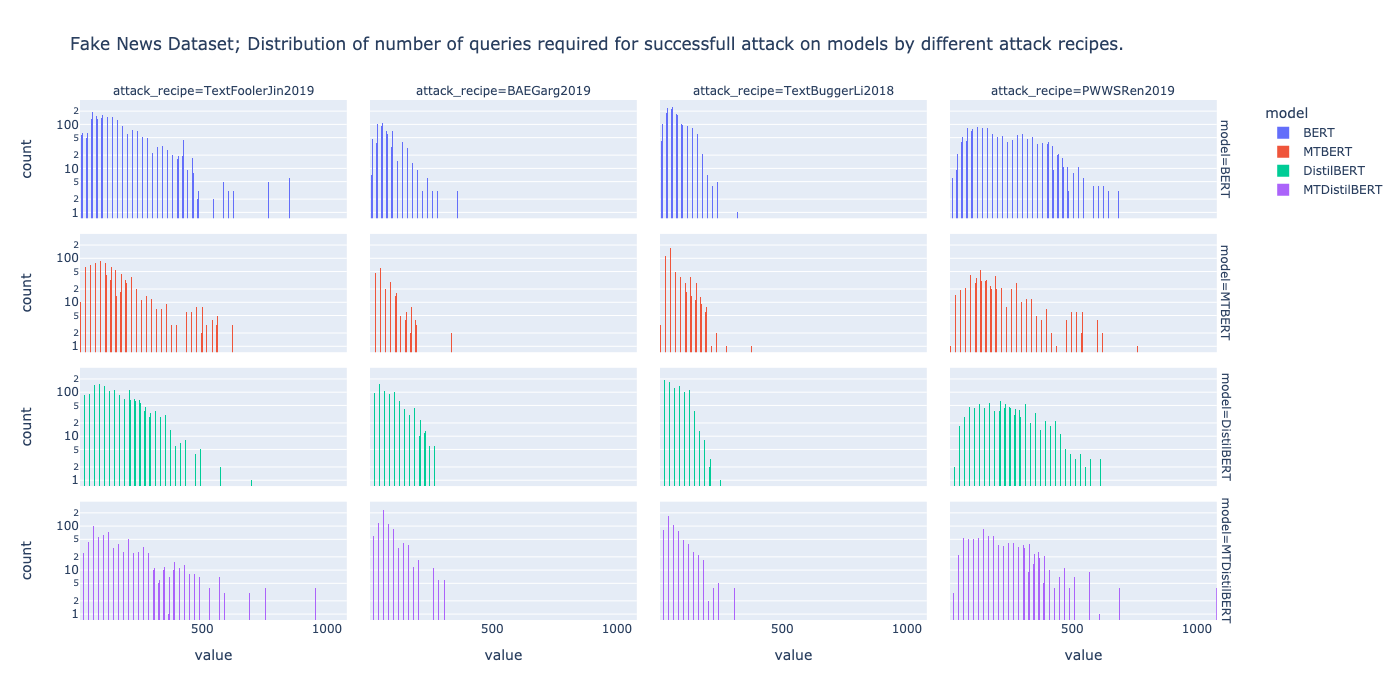 Fake News Dataset; Distribution of number of queries required for successfull attack on models by different attack recipes.
attack_recipe=TextFoolerJin2019
attack_recipe=BAEGarg2019
attack_recipe=TextBuggerLi2018
attack_recipe=PWWSRen2019
model
BERT
MTBERT
DistilBERT
MTDistilBERT
count
2
100
5
2
10
5
2
1
model=BERT
count
2
100
5
2
10
5
2
1
model=MTBERT
count
2
100
5
2
10
5
2
1
model=DistilBERT
count
2
100
5
2
10
5
2
1
model=MTDistilBERT
500
1000
500
1000
500
1000
500
1000
value
value
value
value